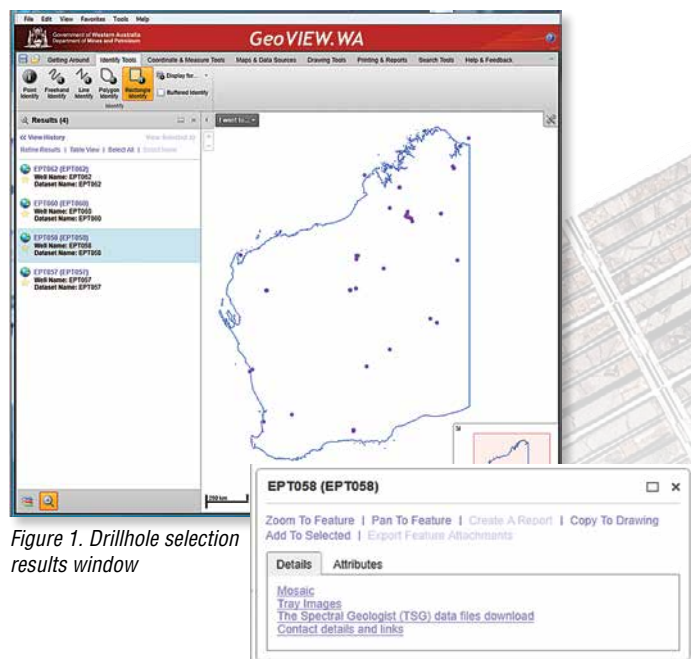 File Edit View Favorites Tools Help
Government of Western Australia
Department of Mines and Petroleum
GeoVIEW.WA
Getting Around Identify Tools Coordinate & Measure Tools Maps & Data Sources Drawing Tools Printing & Reports Search Tools Help & Feedback
Point Identify Freehand Identify Line Identify Polygon Identify Rectangle Identify
Display for...
Buffered Identify
Identify
Results (4)
I want to...
<< View History View Selected
Refine Results | Table View | Select All |
EPT062 (EPT062)
Well Name: EPT062
Dataset Name: EPT062
EPT060 (EPT060)
Well Name: EPT060
Dataset Name: EPT060
EPT058 (EPT058)
Well Name: EPT058
Dataset Name: EPT058
EPT057 (EPT057)
Well Name: EPT057
Dataset Name: EPT057
Figure 1. Drillhole selection
results window
EPT058 (EPT058)
Zoom To Feature | Pan To Feature | Create A Report | Copy To Drawing
Add To Selected | Export Feature Attachments
Details Attributes
Mosaic
Tray Images
The Spectral Geologist (TSG) data files download
Contact details and links